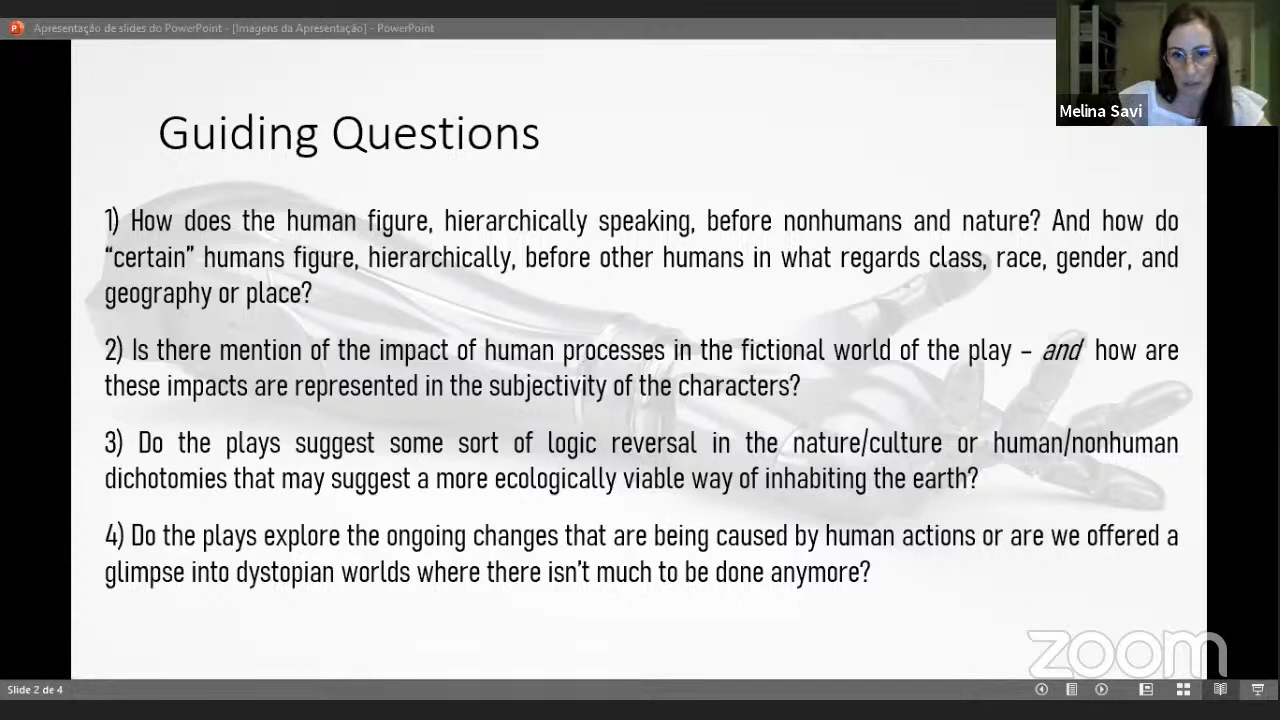 Apresentação de slides do PowerPoint - [Imagens da Apresentação] - PowerPoint
Melina Savi
Guiding Questions
1) How does the human figure, hierarchically speaking, before nonhumans and nature? And how do
“certain” humans figure, hierarchically, before other humans in what regards class, race, gender, and
geography or place?
2) Is there mention of the impact of human processes in the fictional world of the play – and how are
these impacts are represented in the subjectivity of the characters?
3) Do the plays suggest some sort of logic reversal in the nature/culture or human/nonhuman
dichotomies that may suggest a more ecologically viable way of inhabiting the earth?
4) Do the plays explore the ongoing changes that are being caused by human actions or are we offered a
glimpse into dystopian worlds where there isn’t much to be done anymore?
zoom
Slide 2 de 4